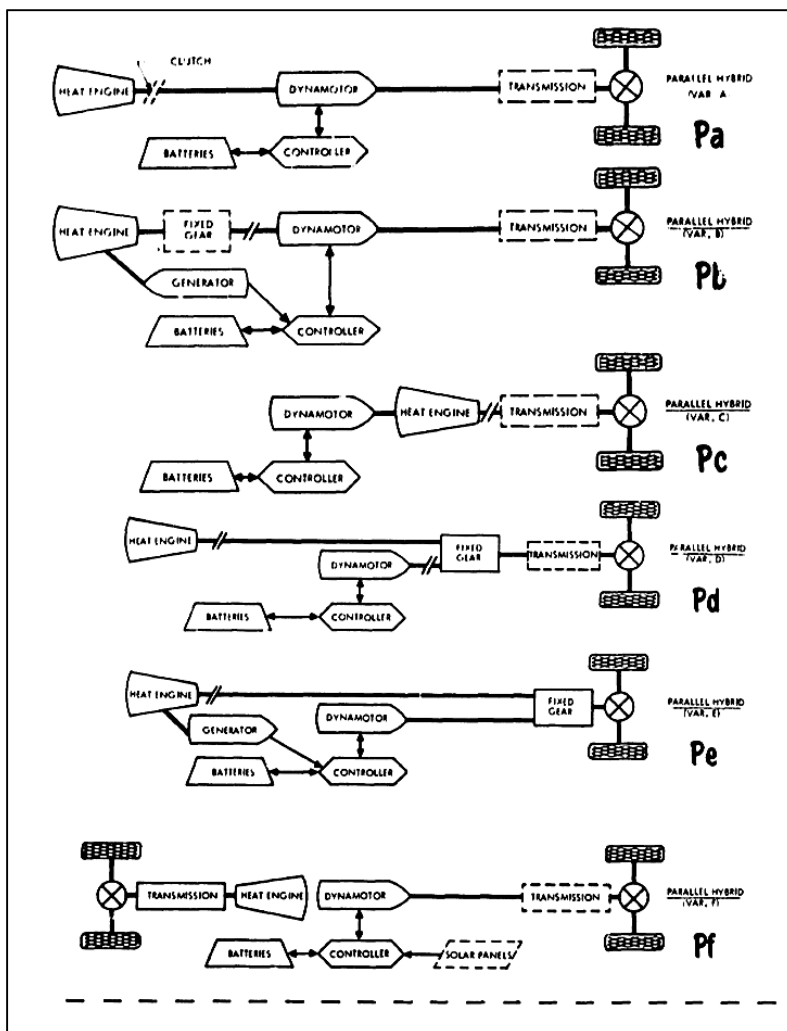 CLUTCH
HEAT ENGINE
DYNAMOTOR
TRANSMISSION
PARALLEL HYBRID
(VAR. A
Pa
BATTERIES
CONTROLLER
HEAT ENGINE
FIXED
GEAR
DYNAMOTOR
TRANSMISSION
PARALLEL HYBRID
(VAR. B)
Pb
GENERATOR
BATTERIES
CONTROLLER
DYNAMOTOR
HEAT ENGINE
TRANSMISSION
PARALLEL HYBRID
(VAR. C)
Pc
BATTERIES
CONTROLLER
HEAT ENGINE
FIXED
GEAR
TRANSMISSION
PARALLEL HYBRID
(VAR, D)
Pd
DYNAMOTOR
BATTERIES
CONTROLLER
HEAT ENGINE
FIXED
GEAR
PARALLEL HYBRID
(VAR, E)
Pe
GENERATOR
DYNAMOTOR
BATTERIES
CONTROLLER
TRANSMISSION
HEAT ENGINE
DYNAMOTOR
TRANSMISSION
PARALLEL HYBRID
(VAR, F)
Pf
BATTERIES
CONTROLLER
SOLAR PANELS